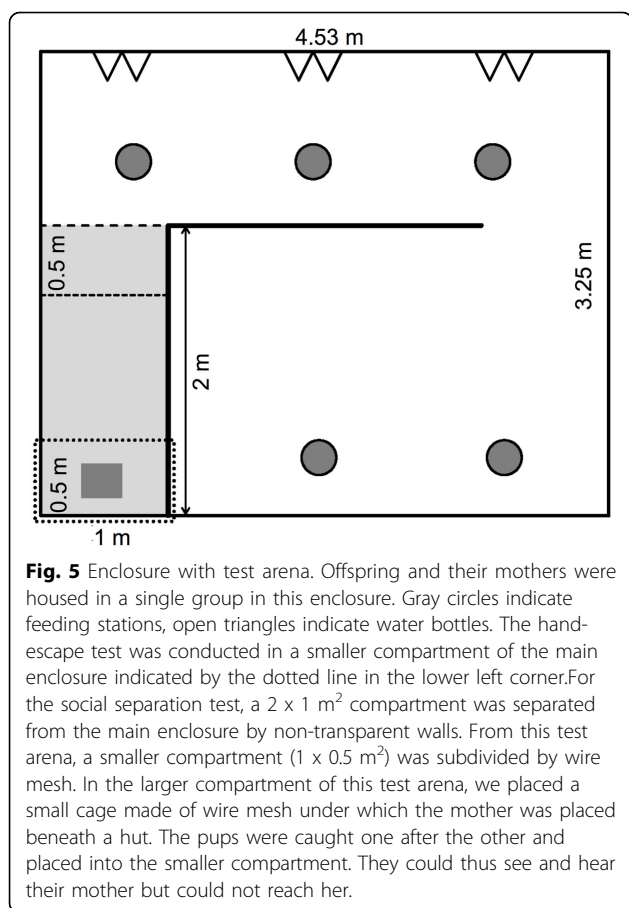 4.53 m
0.5 m
3.25 m
2 m
0.5 m
1 m
Fig. 5 Enclosure with test arena. Offspring and their mothers were
housed in a single group in this enclosure. Gray circles indicate
feeding stations, open triangles indicate water bottles. The hand-
escape test was conducted in a smaller compartment of the main
enclosure indicated by the dotted line in the lower left corner.For
the social separation test, a 2 x 1 m² compartment was separated
from the main enclosure by non-transparent walls. From this test
arena, a smaller compartment (1 x 0.5 m²) was subdivided by wire
mesh. In the larger compartment of this test arena, we placed a
small cage made of wire mesh under which the mother was placed
beneath a hut. The pups were caught one after the other and
placed into the smaller compartment. They could thus see and hear
their mother but could not reach her.